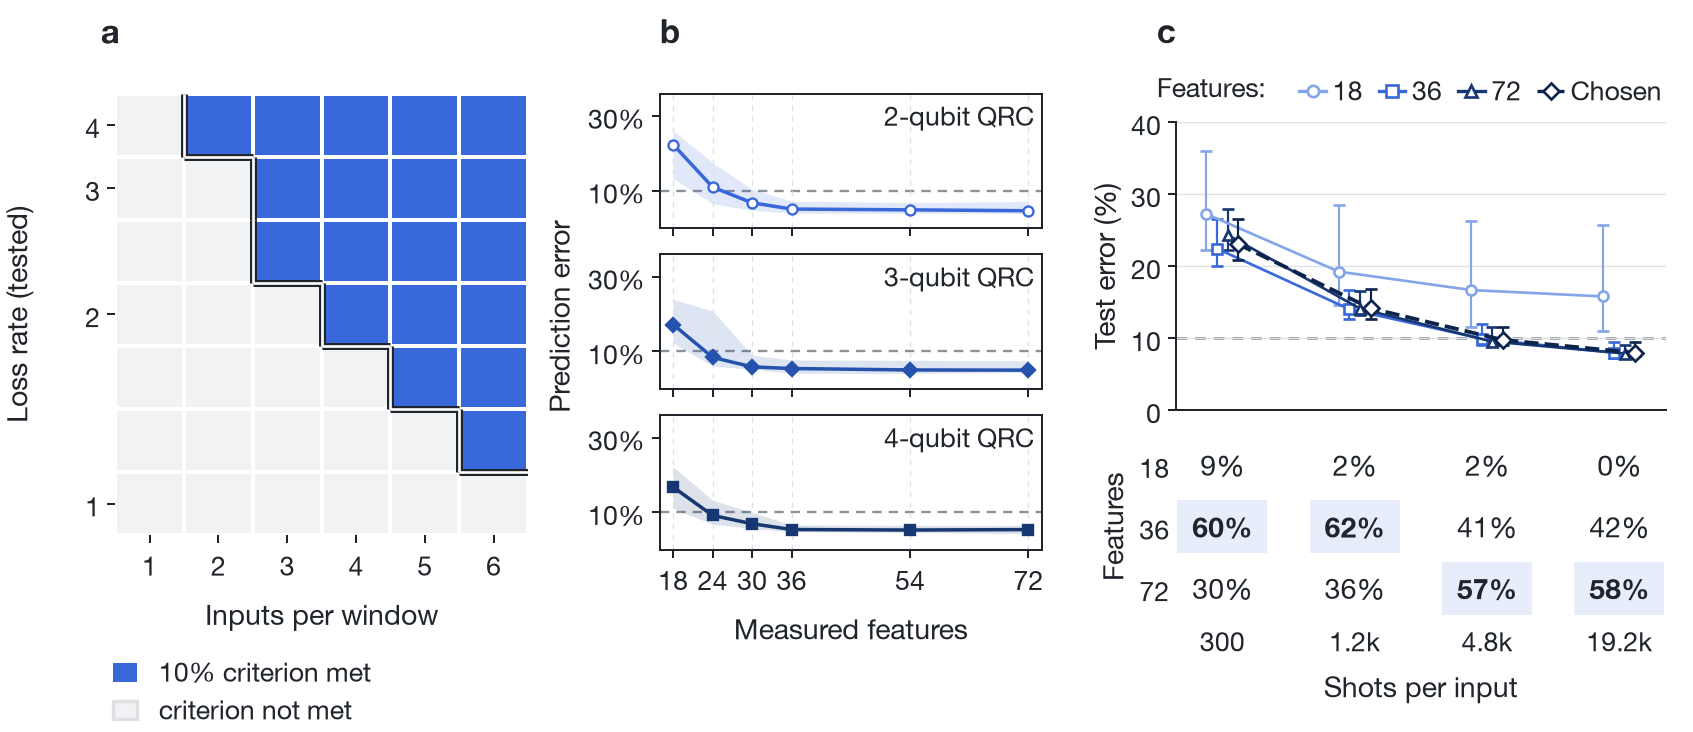 a
Loss rate (tested)
4
3
2
1
1 2 3 4 5 6
Inputs per window
10% criterion met
criterion not met
b
Prediction error
2-qubit QRC
30%
10%
3-qubit QRC
30%
10%
4-qubit QRC
30%
10%
18 24 30 36 54 72
Measured features
c
Features: 18 36 72 Chosen
Test error (%)
40
30
20
10
0
Features
18 9% 2% 2% 0%
36 60% 62% 41% 42%
72 30% 36% 57% 58%
300 1.2k 4.8k 19.2k
Shots per input